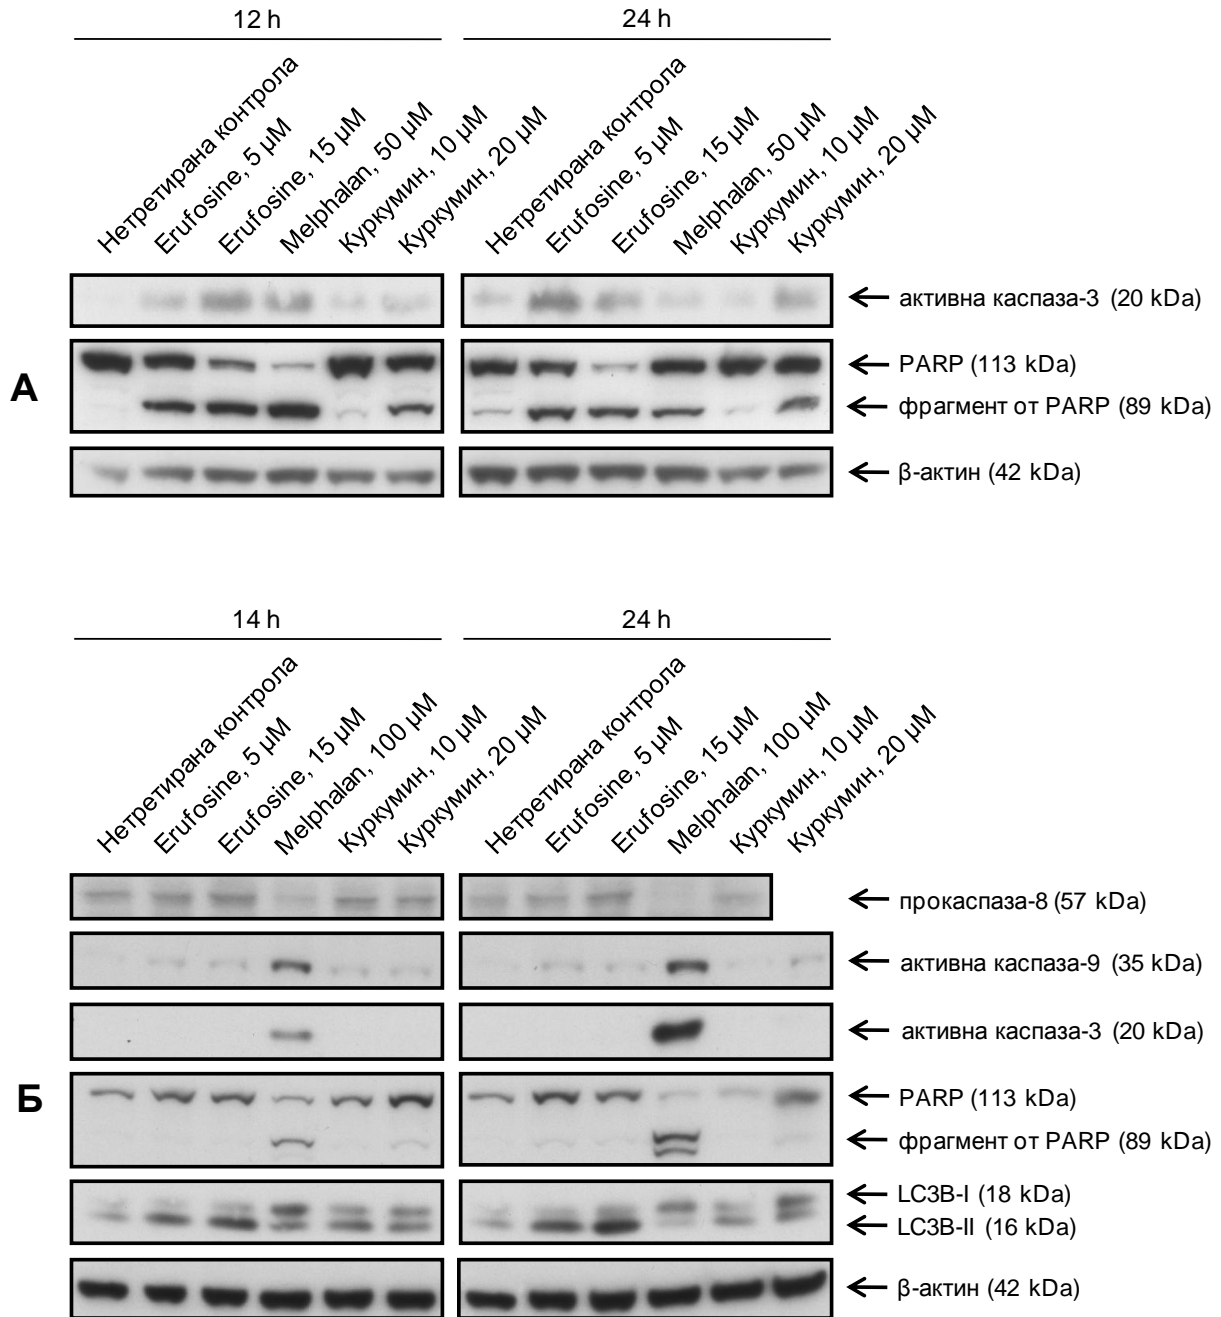 12 h
24 h
Нетретирана контрола
Erufosine, 5 µM
Erufosine, 15 µM
Melphalan, 50 µM
Куркумин, 10 µM
Куркумин, 20 µM
Нетретирана контрола
Erufosine, 5 µM
Erufosine, 15 µM
Melphalan, 50 µM
Куркумин, 10 µM
Куркумин, 20 µM
активна каспаза-3 (20 kDa)
А
PARP (113 kDa)
фрагмент от PARP (89 kDa)
β-актин (42 kDa)
14 h
24 h
Нетретирана контрола
Erufosine, 5 µM
Erufosine, 15 µM
Melphalan, 100 µM
Куркумин, 10 µM
Куркумин, 20 µM
Нетретирана контрола
Erufosine, 5 µM
Erufosine, 15 µM
Melphalan, 100 µM
Куркумин, 10 µM
Куркумин, 20 µM
прокаспаза-8 (57 kDa)
активна каспаза-9 (35 kDa)
активна каспаза-3 (20 kDa)
Б
PARP (113 kDa)
фрагмент от PARP (89 kDa)
LC3B-I (18 kDa)
LC3B-II (16 kDa)
β-актин (42 kDa)